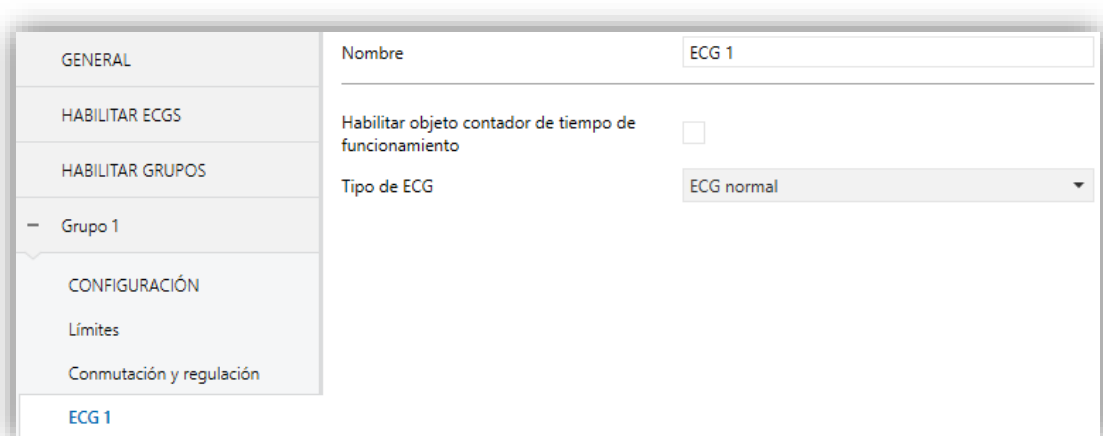 GENERAL
HABILITAR ECGS
HABILITAR GRUPOS
Grupo 1
CONFIGURACIÓN
Límites
Conmutación y regulación
ECG 1
Nombre
ECG 1
Habilitar objeto contador de tiempo de
funcionamiento
Tipo de ECG
ECG normal